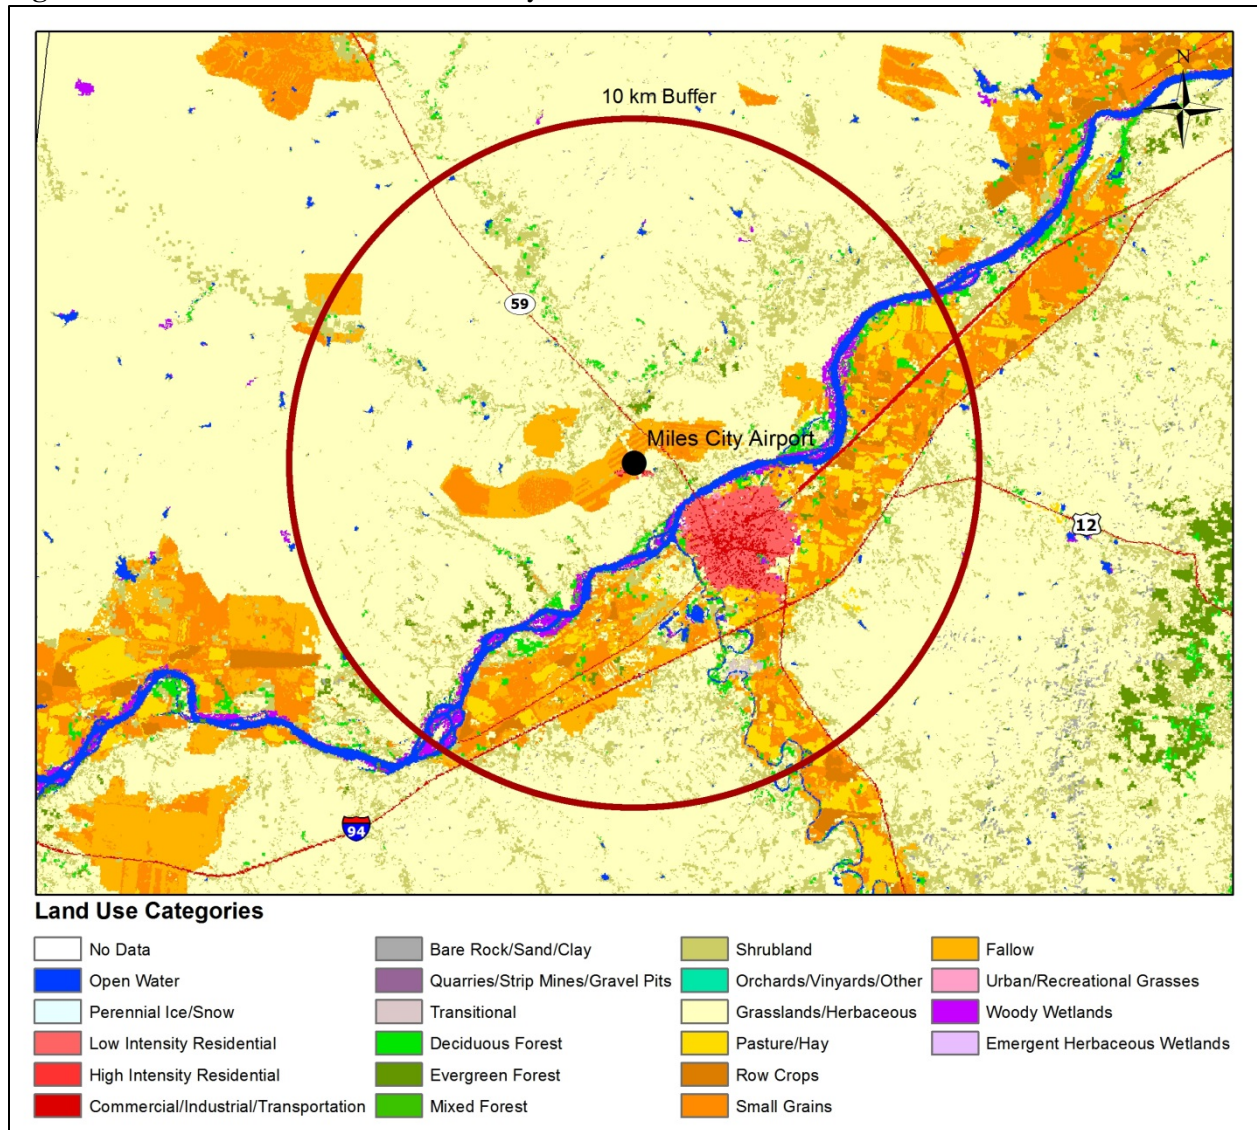 10 km Buffer
N
59
Miles City Airport
12
94
Land Use Categories
No Data
Open Water
Perennial Ice/Snow
Low Intensity Residential
High Intensity Residential
Commercial/Industrial/Transportation
Bare Rock/Sand/Clay
Quarries/Strip Mines/Gravel Pits
Transitional
Deciduous Forest
Evergreen Forest
Mixed Forest
Shrubland
Orchards/Vinyards/Other
Grasslands/Herbaceous
Pasture/Hay
Row Crops
Small Grains
Fallow
Urban/Recreational Grasses
Woody Wetlands
Emergent Herbaceous Wetlands